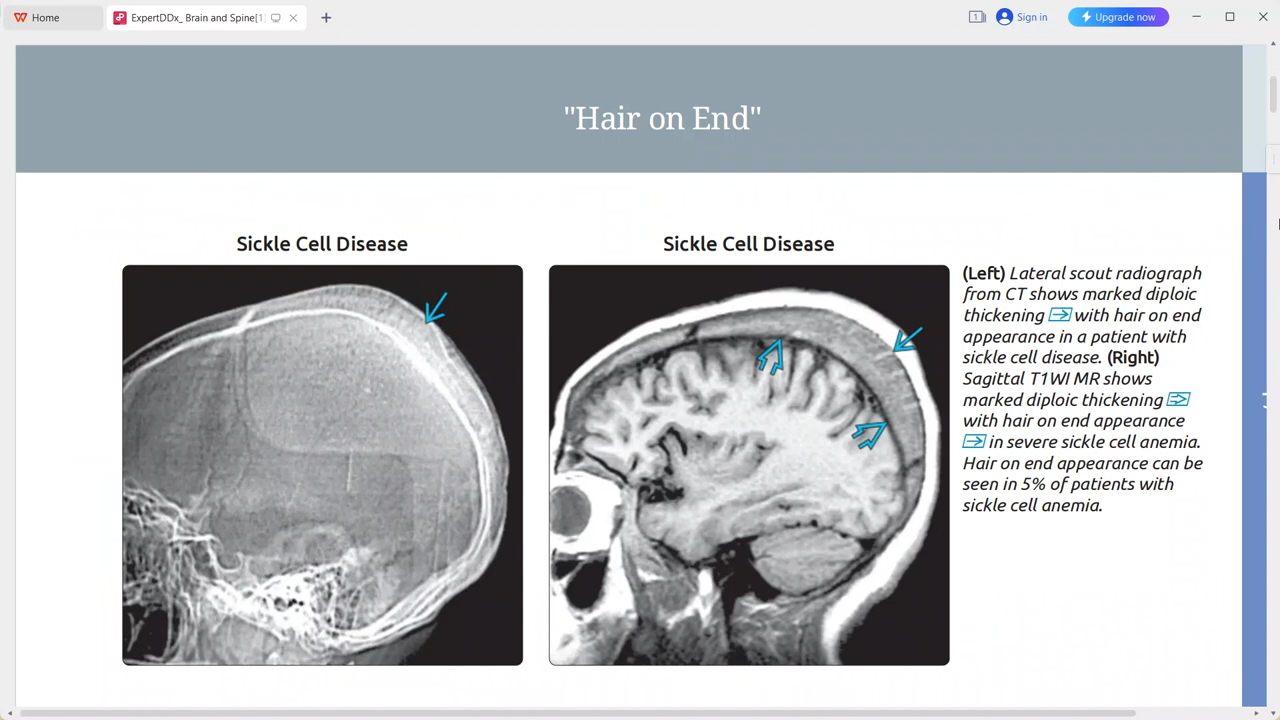 Home
ExpertDDx_ Brain and Spine[1]
1
Sign in
Upgrade now
"Hair on End"
Sickle Cell Disease
Sickle Cell Disease
(Left) Lateral scout radiograph
from CT shows marked diploic
thickening with hair on end
appearance in a patient with
sickle cell disease. (Right)
Sagittal T1WI MR shows
marked diploic thickening
with hair on end appearance
in severe sickle cell anemia.
Hair on end appearance can be
seen in 5% of patients with
sickle cell anemia.